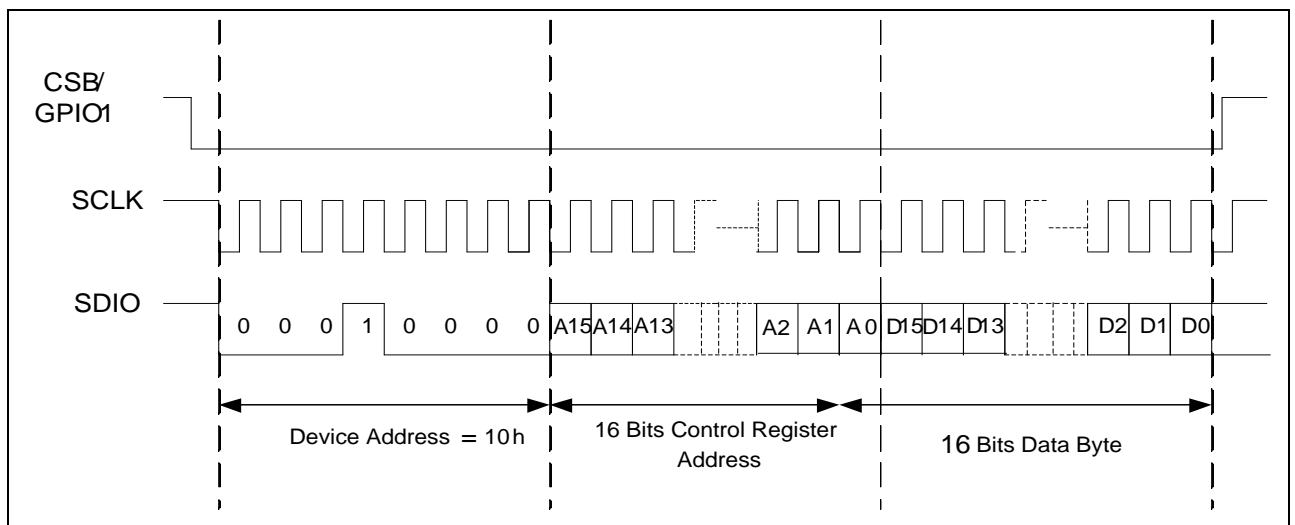 CSB/
GPIO1
SCLK
SDIO
0 0 0 1 0 0 0 0 A15 A14 A13 A2 A1 A0 D15 D14 D13 D2 D1 D0
Device Address = 10h
16 Bits Control Register
Address
16 Bits Data Byte